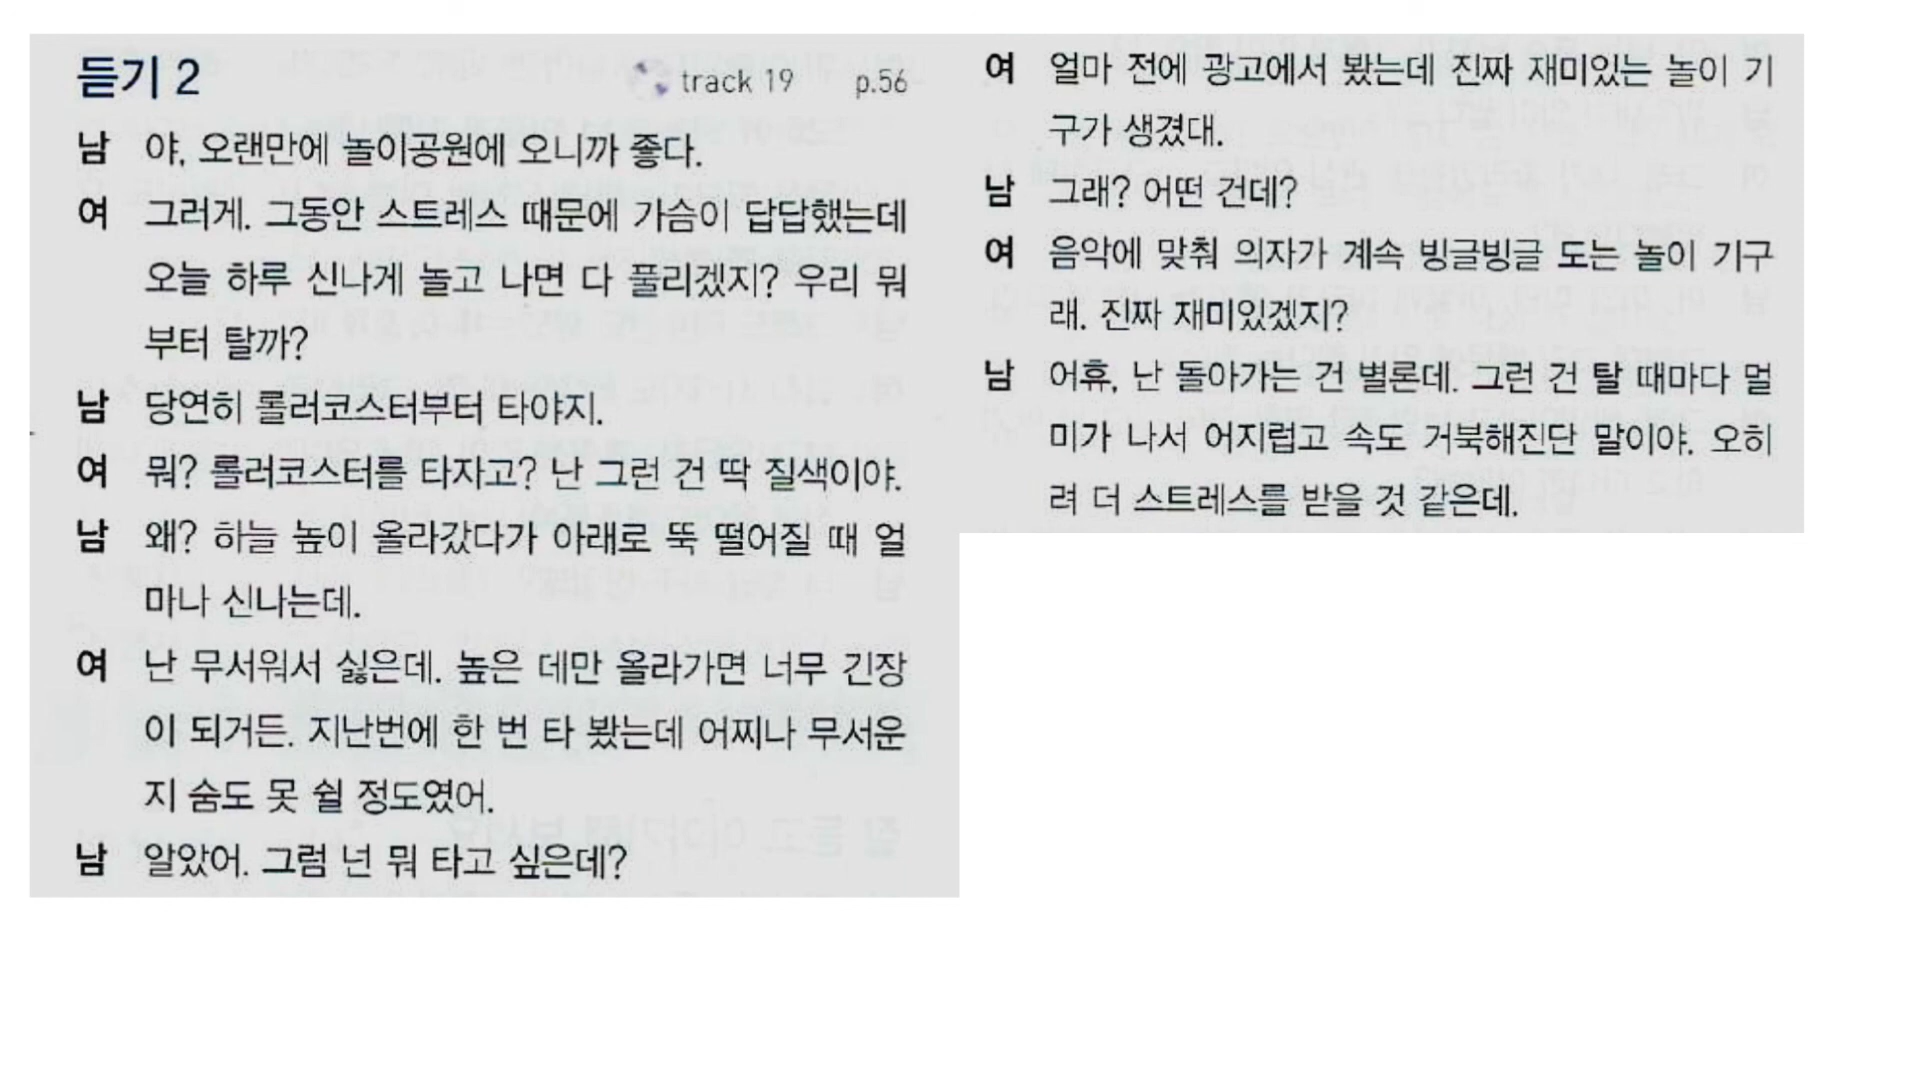 듣기 2 track 19 p.56
남 야, 오랜만에 놀이공원에 오니까 좋다.
여 그러게. 그동안 스트레스 때문에 가슴이 답답했는데
오늘 하루 신나게 놀고 나면 다 풀리겠지? 우리 뭐
부터 탈까?
남 당연히 롤러코스터부터 타야지.
여 뭐? 롤러코스터를 타자고? 난 그런 건 딱 질색이야.
남 왜? 하늘 높이 올라갔다가 아래로 뚝 떨어질 때 얼
마나 신나는데.
여 난 무서워서 싫은데. 높은 데만 올라가면 너무 긴장
이 되거든. 지난번에 한 번 타 봤는데 어찌나 무서운
지 숨도 못 쉴 정도였어.
남 알았어. 그럼 넌 뭐 타고 싶은데?
여 얼마 전에 광고에서 봤는데 진짜 재미있는 놀이 기
구가 생겼대.
남 그래? 어떤 건데?
여 음악에 맞춰 의자가 계속 빙글빙글 도는 놀이 기구
래. 진짜 재미있겠지?
남 어휴, 난 돌아가는 건 별론데. 그런 건 탈 때마다 멀
미가 나서 어지럽고 속도 거북해진단 말이야. 오히
려 더 스트레스를 받을 것 같은데.